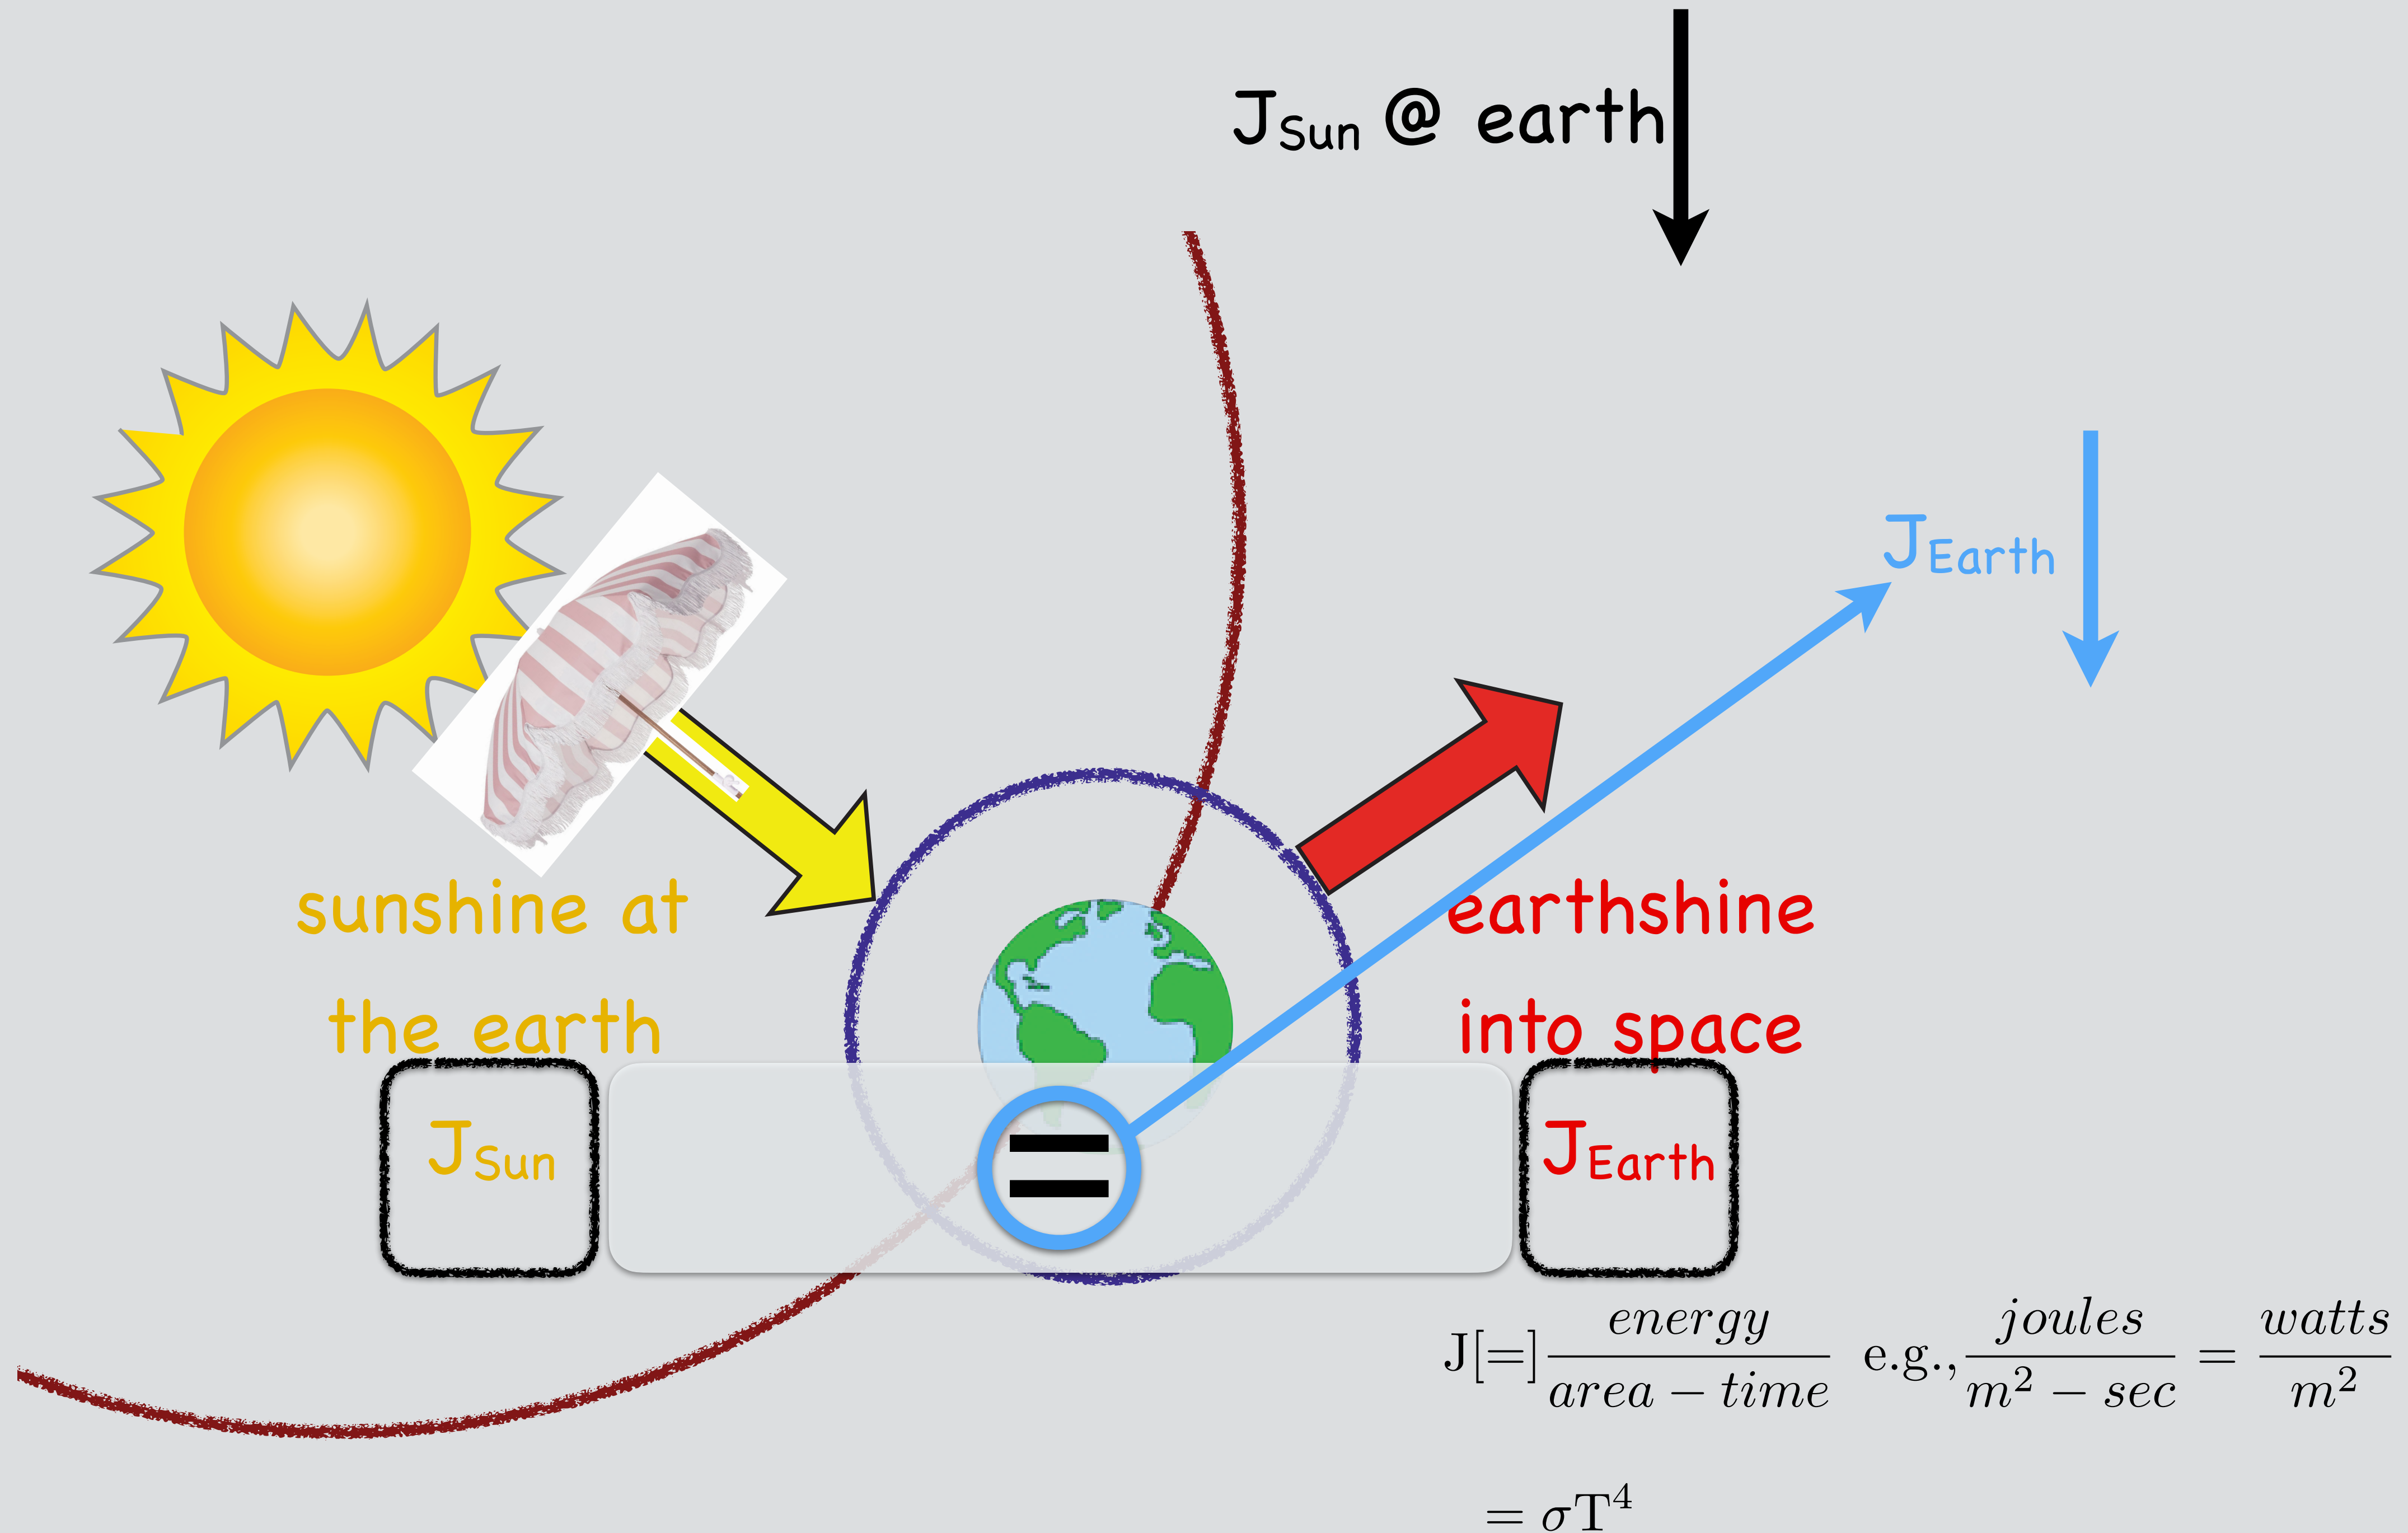 JSun @ earth
JEarth
sunshine at
the earth
earthshine
into space
JSun
=
JEarth
J[=] energy/area − time e.g., joules/m² − sec = watts/m²
= σT⁴